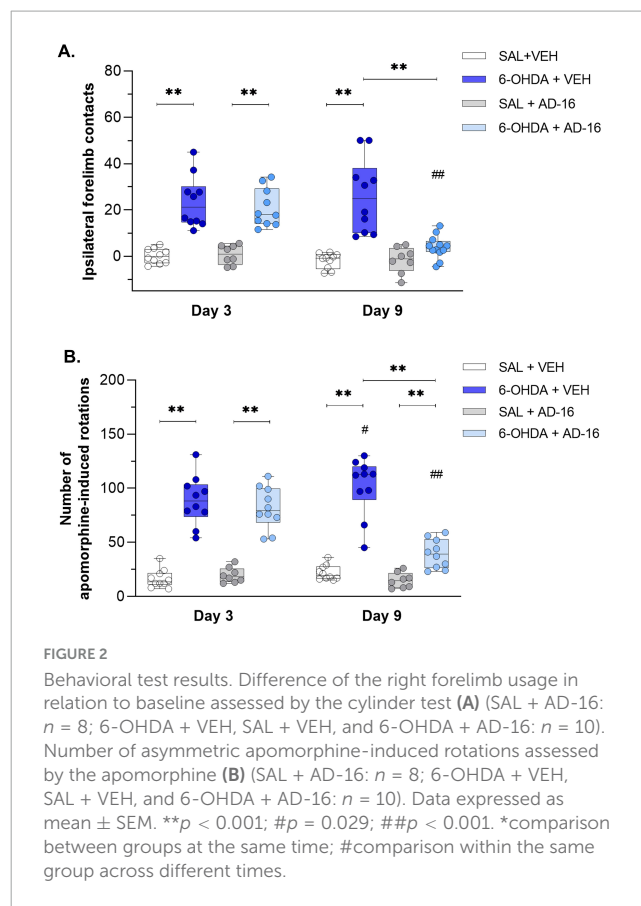 A.
SAL+VEH
6-OHDA + VEH
SAL + AD-16
6-OHDA + AD-16
Ipsilateral forelimb contacts
80
60
40
20
0
** ** ** **
##
Day 3 Day 9
B.
SAL + VEH
6-OHDA + VEH
SAL + AD-16
6-OHDA + AD-16
Number of
apomorphine-induced rotations
200
150
100
50
0
** ** ** ** **
# ##
Day 3 Day 9
FIGURE 2
Behavioral test results. Difference of the right forelimb usage in
relation to baseline assessed by the cylinder test (A) (SAL + AD-16:
n = 8; 6-OHDA + VEH, SAL + VEH, and 6-OHDA + AD-16: n = 10).
Number of asymmetric apomorphine-induced rotations assessed
by the apomorphine (B) (SAL + AD-16: n = 8; 6-OHDA + VEH,
SAL + VEH, and 6-OHDA + AD-16: n = 10). Data expressed as
mean ± SEM. **p < 0.001; #p = 0.029; ##p < 0.001. *comparison
between groups at the same time; #comparison within the same
group across different times.